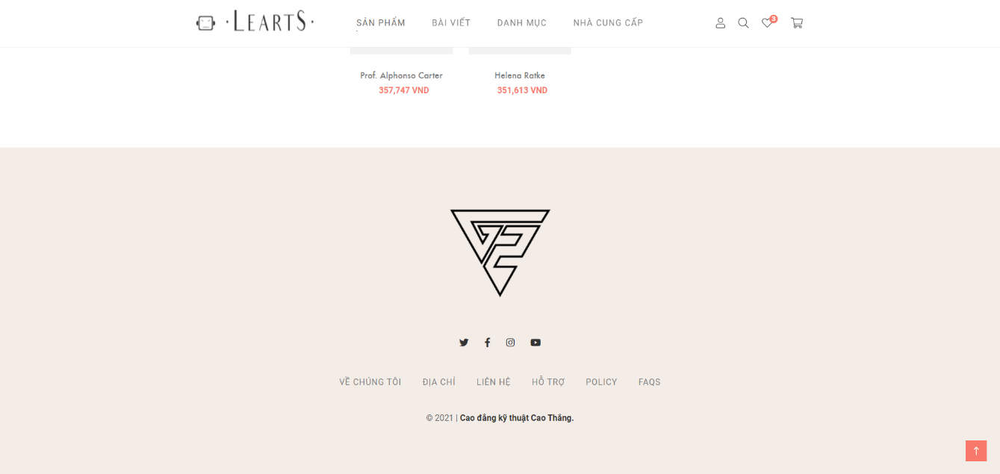 ·LEARTS·
SẢN PHẨM BÀI VIẾT DANH MỤC NHÀ CUNG CẤP
3
Prof. Alphonso Carter Helena Ratke
357,747 VND 351,613 VND
VỀ CHÚNG TÔI ĐỊA CHỈ LIÊN HỆ HỖ TRỢ POLICY FAQS
© 2021 | Cao đẳng kỹ thuật Cao Thắng.